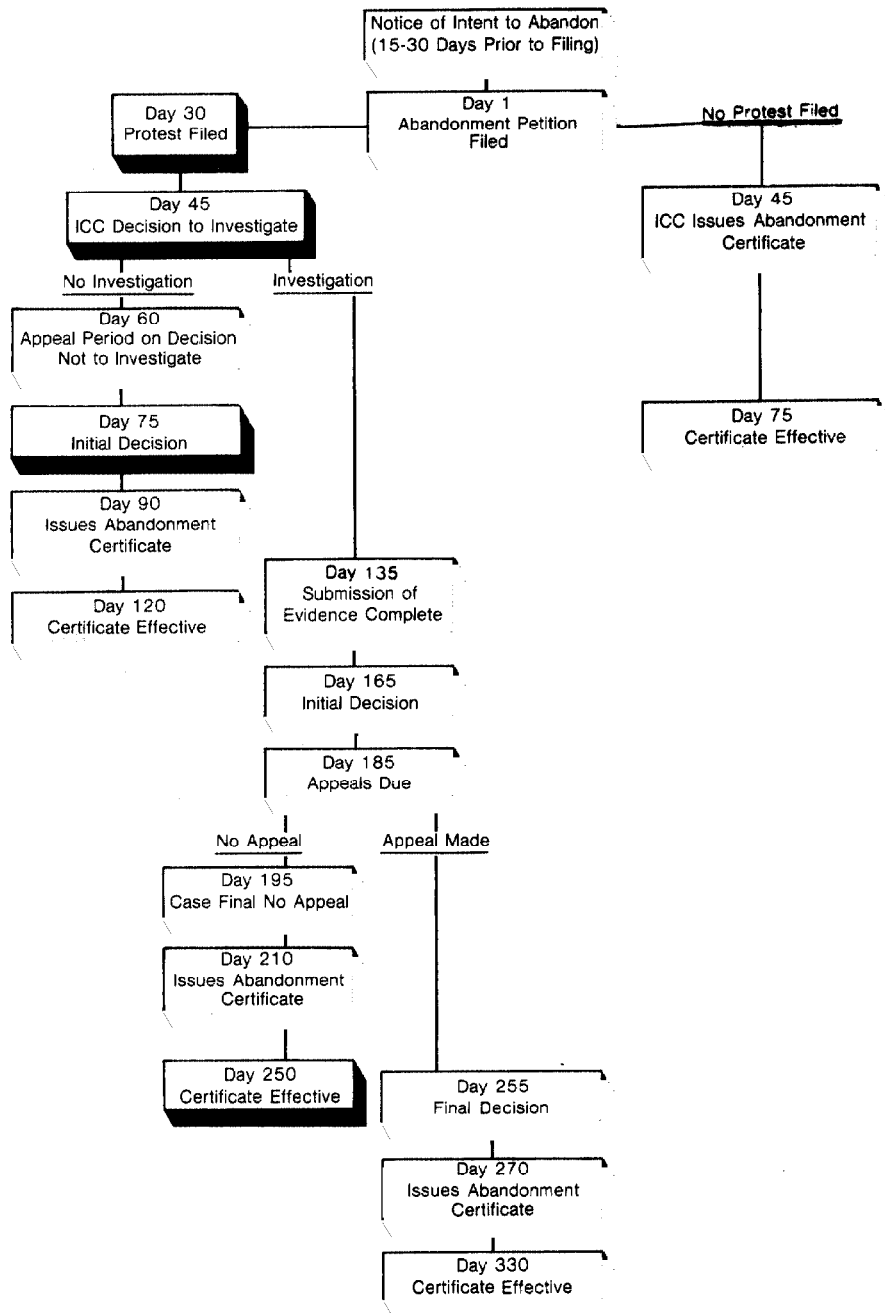 Notice of Intent to Abandon
(15-30 Days Prior to Filing)
Day 1
Abandonment Petition
Filed
Day 30
Protest Filed
No Protest Filed
Day 45
ICC Decision to Investigate
Day 45
ICC Issues Abandonment
Certificate
No Investigation
Investigation
Day 60
Appeal Period on Decision
Not to Investigate
Day 75
Initial Decision
Day 75
Certificate Effective
Day 90
Issues Abandonment
Certificate
Day 120
Certificate Effective
Day 135
Submission of
Evidence Complete
Day 165
Initial Decision
Day 185
Appeals Due
No Appeal
Appeal Made
Day 195
Case Final No Appeal
Day 210
Issues Abandonment
Certificate
Day 250
Certificate Effective
Day 255
Final Decision
Day 270
Issues Abandonment
Certificate
Day 330
Certificate Effective